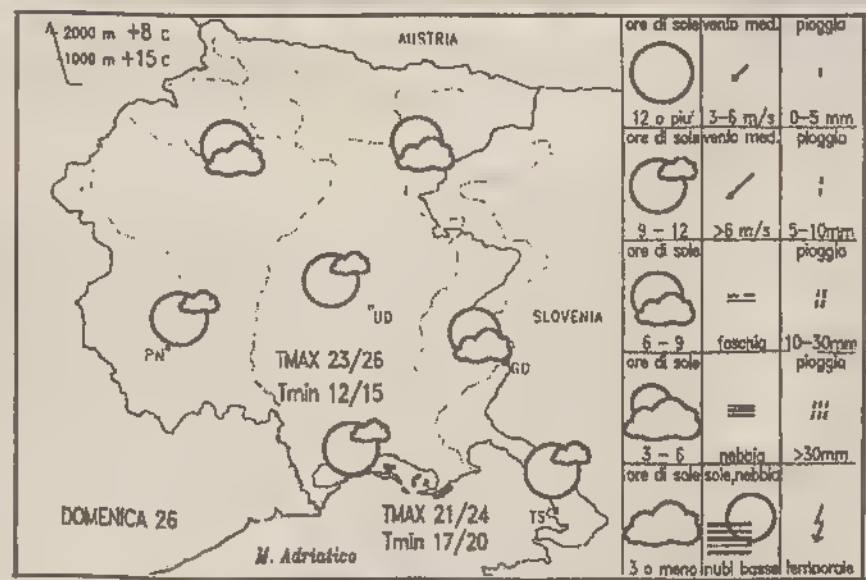 2000 m +8 c
1000 m +15 c
AUSTRIA
UD
SLOVENIA
PN
TMAX 23/26
Tmin 12/15
GO
DOMENICA 26
TMAX 21/24
Tmin 17/20
TS
M. Adriatico
ore di sole vento med. pioggia
12 o piu' 3-6 m/s 0-5 mm
ore di sole vento med. pioggia
9 - 12 >6 m/s 5-10mm
ore di sole pioggia
6 - 9 foschia 10-30mm
ore di sole pioggia
3 - 6 nebbia >30mm
ore di sole sole,nebbia
3 o meno nubi basse temporale